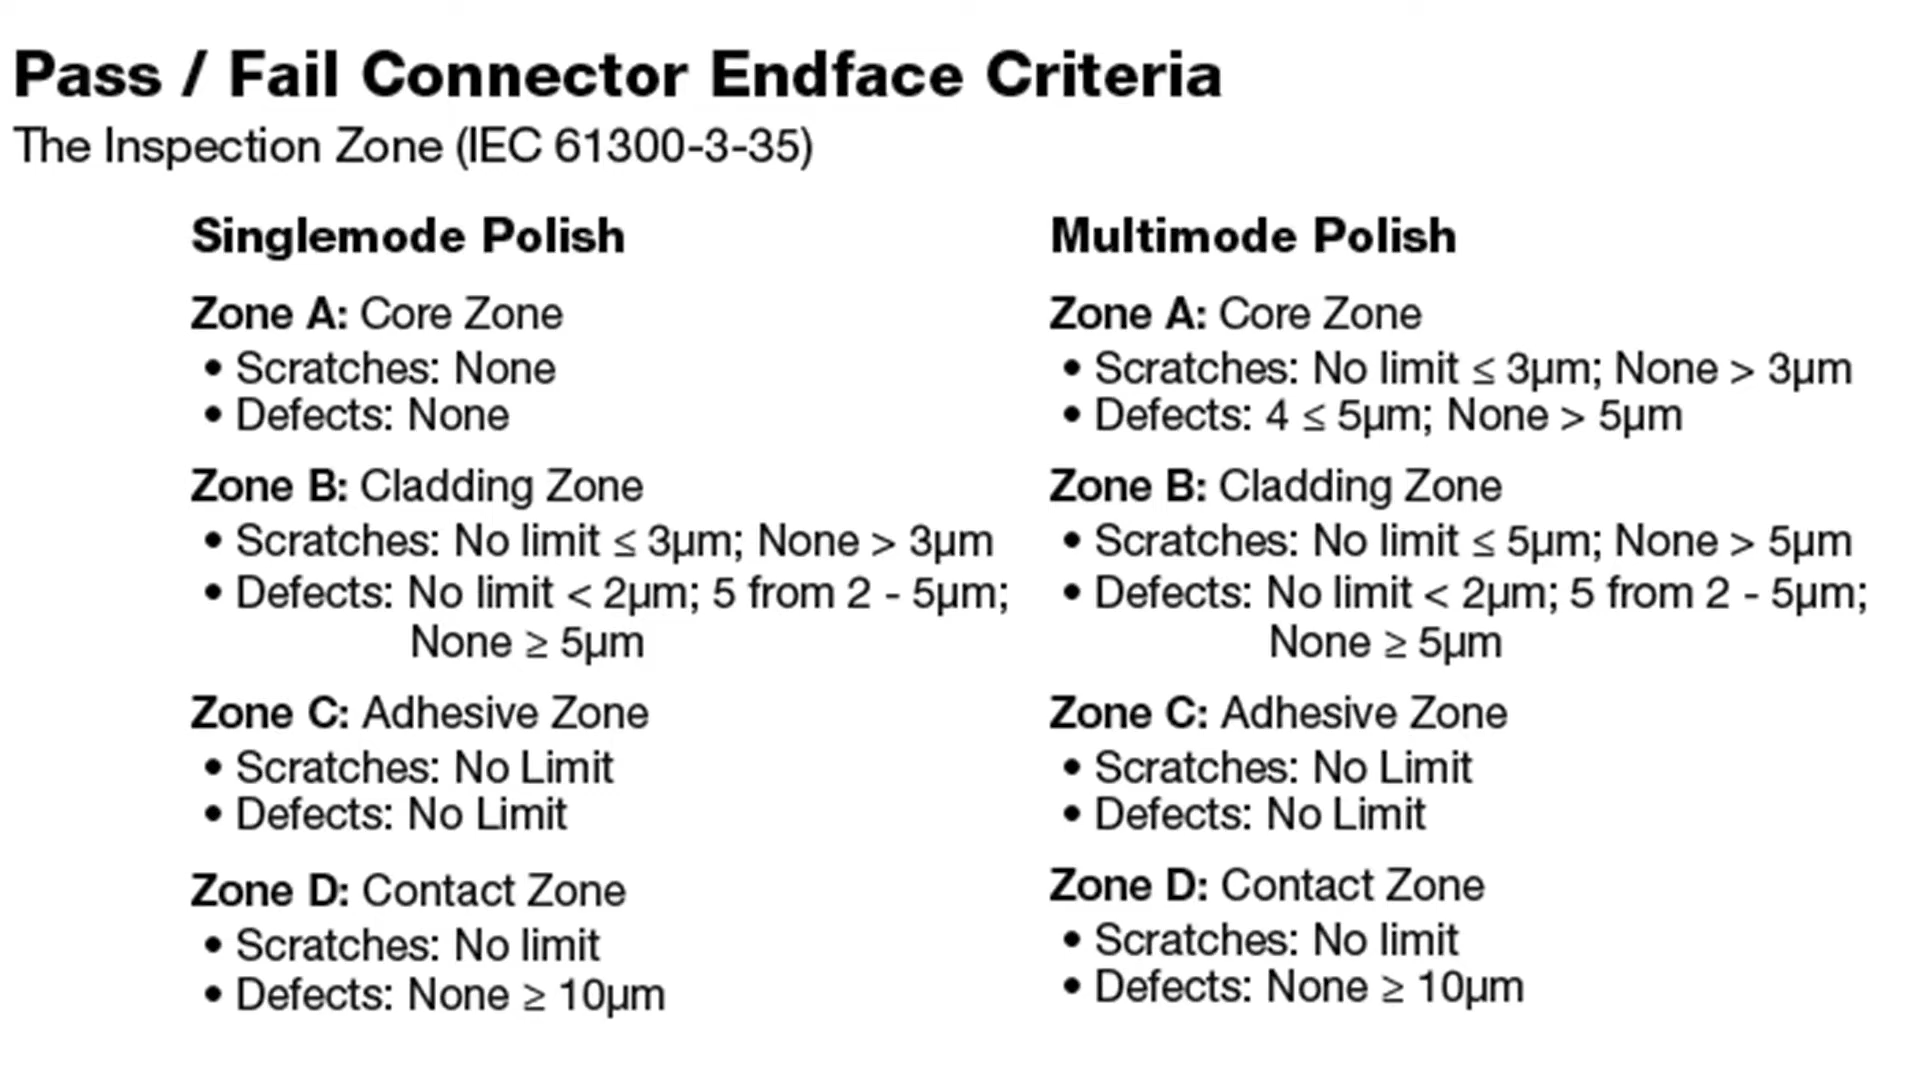 Pass / Fail Connector Endface Criteria
The Inspection Zone (IEC 61300-3-35)
Singlemode Polish
Zone A: Core Zone
• Scratches: None
• Defects: None
Zone B: Cladding Zone
• Scratches: No limit ≤ 3µm; None > 3µm
• Defects: No limit < 2µm; 5 from 2 - 5µm;
None ≥ 5µm
Zone C: Adhesive Zone
• Scratches: No Limit
• Defects: No Limit
Zone D: Contact Zone
• Scratches: No limit
• Defects: None ≥ 10µm
Multimode Polish
Zone A: Core Zone
• Scratches: No limit ≤ 3µm; None > 3µm
• Defects: 4 ≤ 5µm; None > 5µm
Zone B: Cladding Zone
• Scratches: No limit ≤ 5µm; None > 5µm
• Defects: No limit < 2µm; 5 from 2 - 5µm;
None ≥ 5µm
Zone C: Adhesive Zone
• Scratches: No Limit
• Defects: No Limit
Zone D: Contact Zone
• Scratches: No limit
• Defects: None ≥ 10µm